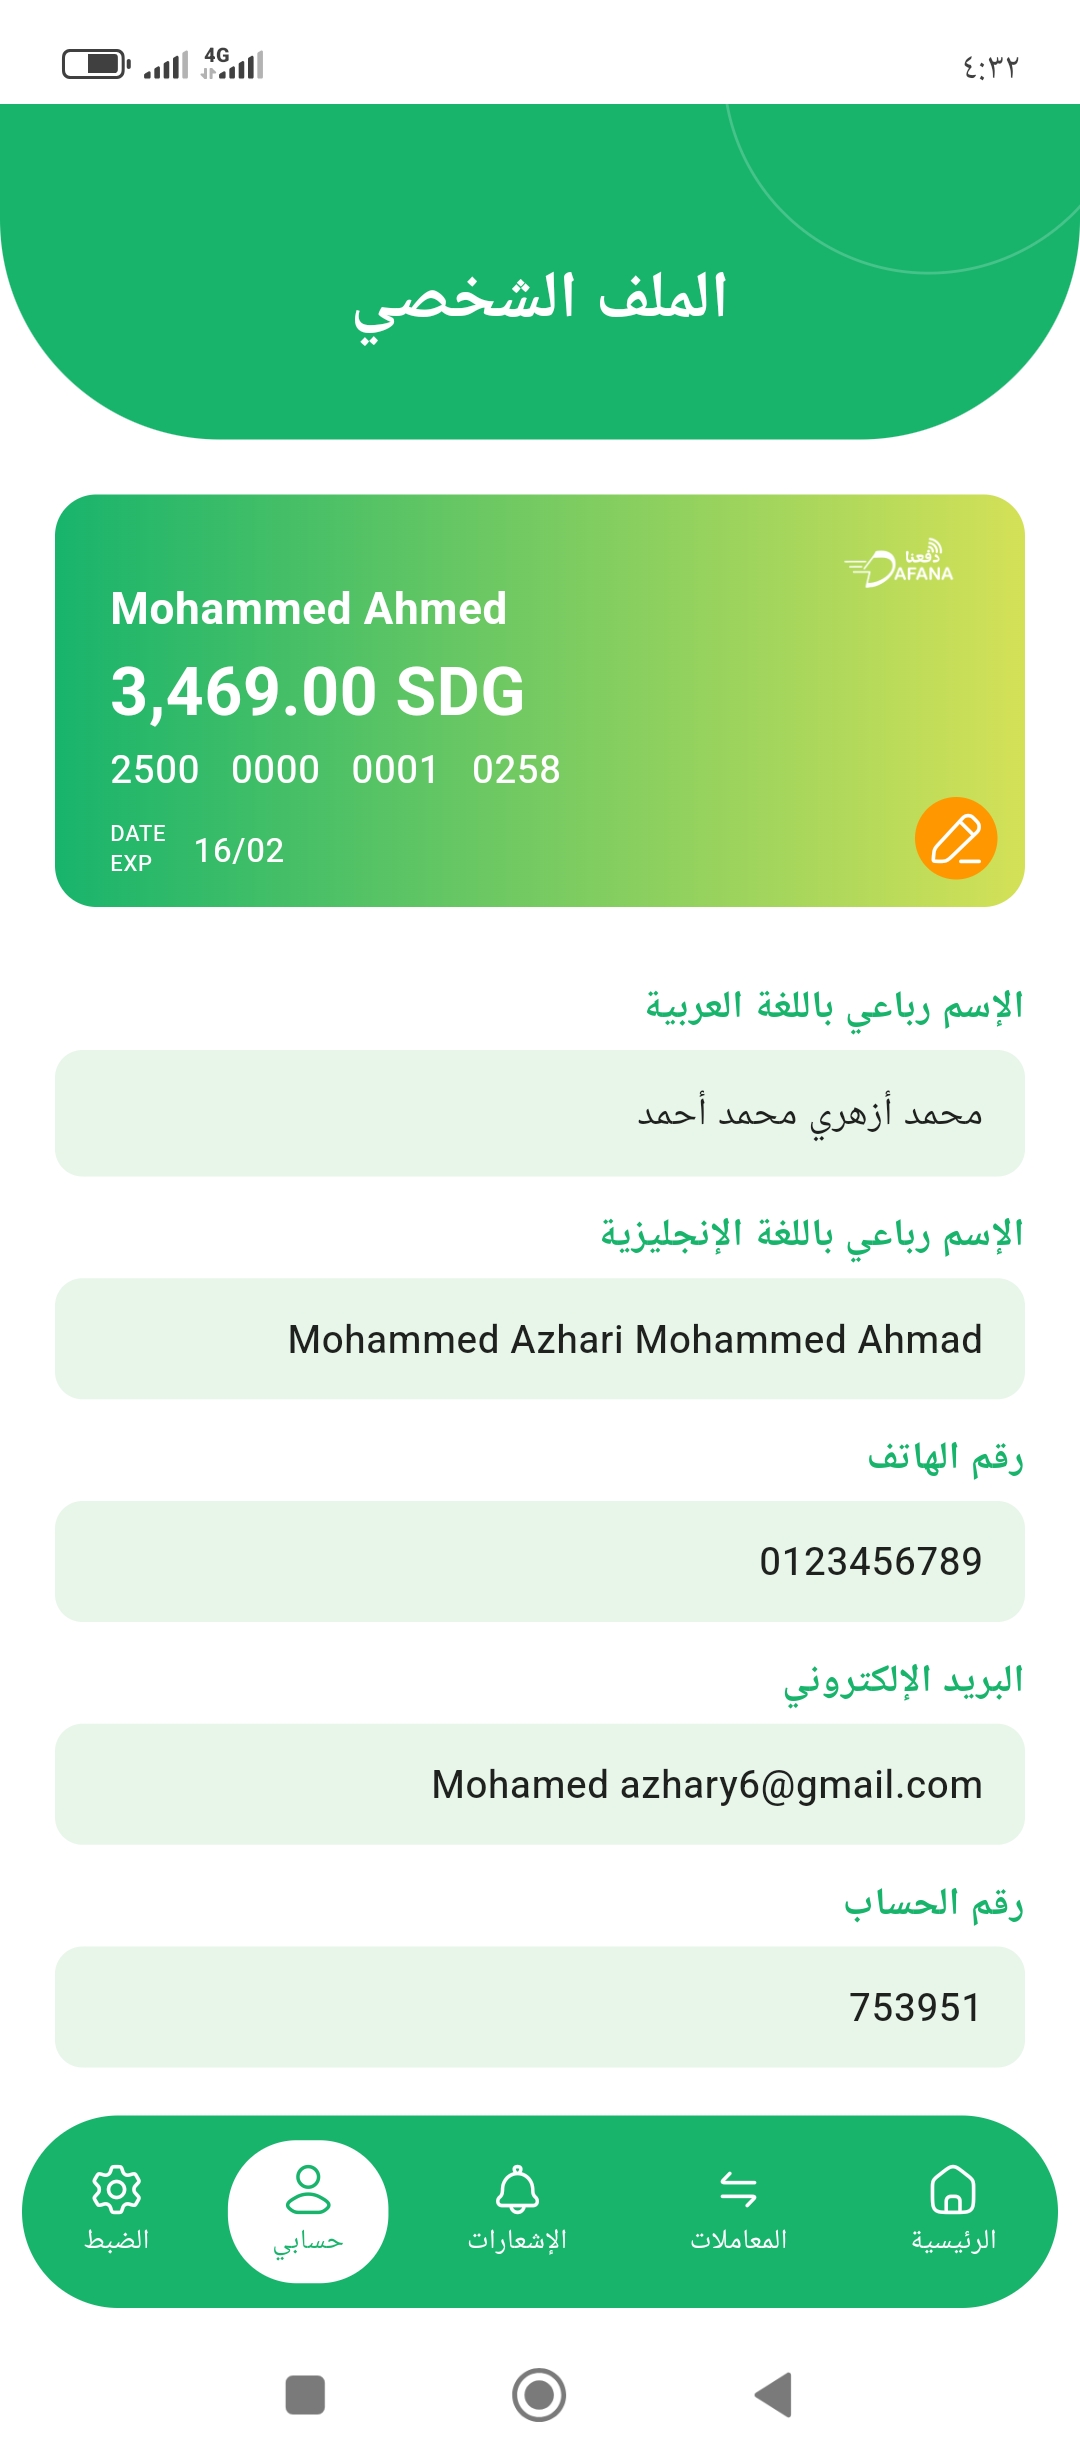 ٤:٣٢
4G
الملف الشخصي
دفعنا
DAFANA
Mohammed Ahmed
3,469.00 SDG
2500 0000 0001 0258
DATE
EXP
16/02
الإسم رباعي باللغة العربية
محمد أزهري محمد أحمد
الإسم رباعي باللغة الإنجليزية
Mohammed Azhari Mohammed Ahmad
رقم الهاتف
0123456789
البريد الإلكتروني
Mohamed azhary6@gmail.com
رقم الحساب
753951
الرئيسية
المعاملات
الإشعارات
حسابي
الضبط